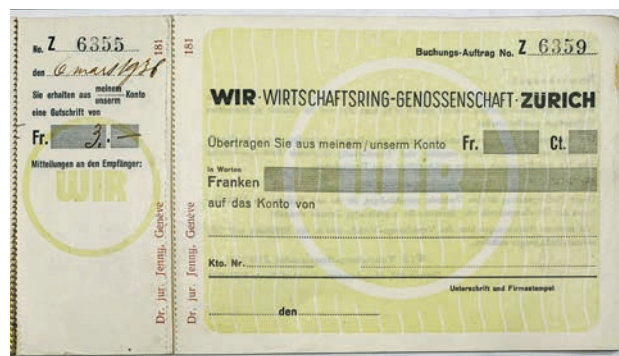 No. Z 6355
den 6 mars 1936
Sie erhalten aus meinem unserm Konto
eine Gutschrift von
Fr. 3.-
Mitteilungen an den Empfänger:
WIR
181
Dr. jur. Jenny, Genève
181
Dr. jur. Jenny, Genève
Buchungs-Auftrag No. Z 6359
WIR·WIRTSCHAFTSRING-GENOSSENSCHAFT·ZÜRICH
Übertragen Sie aus meinem/unserm Konto Fr. Ct.
in Worten
Franken
auf das Konto von
Kto. Nr.
Unterschrift und Firmastempel
den
WIR